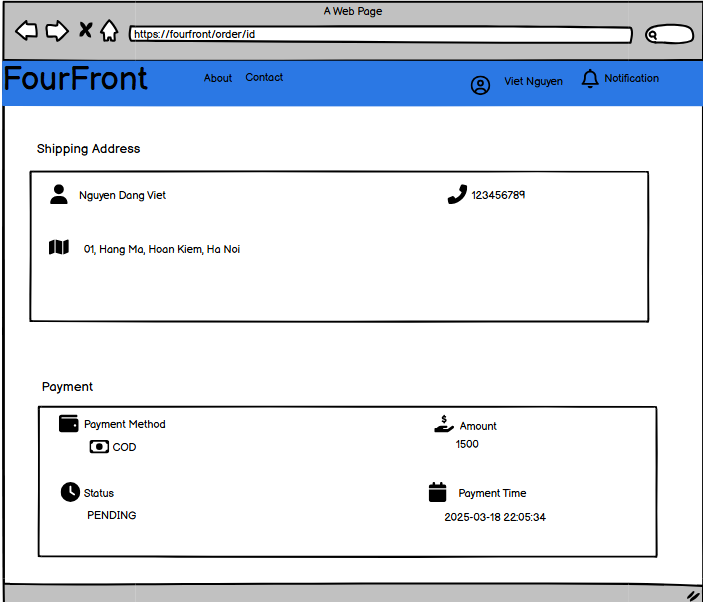 A Web Page
https://fourfront/order/id
FourFront
About
Contact
Viet Nguyen
Notification
Shipping Address
Nguyen Dang Viet
123456789
01, Hang Ma, Hoan Kiem, Ha Noi
Payment
Payment Method
Amount
COD
1500
Status
Payment Time
PENDING
2025-03-18 22:05:34